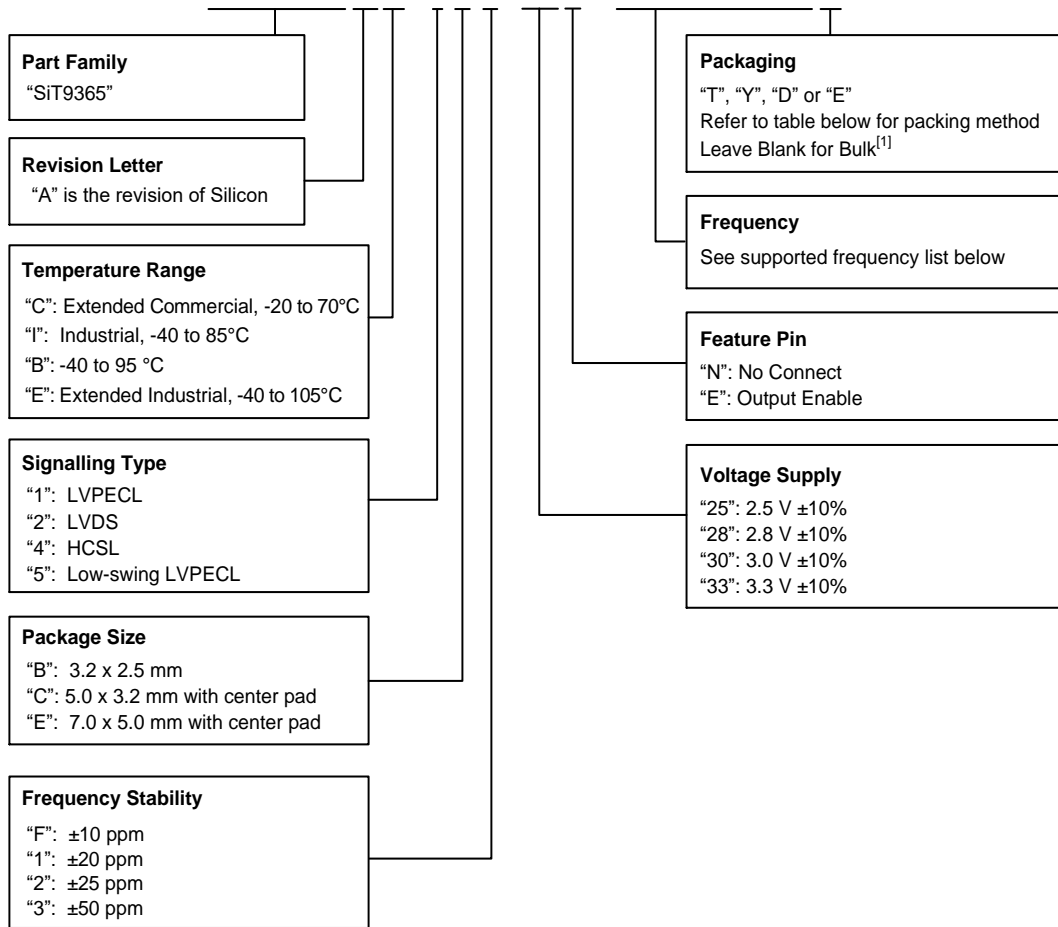 Part Family
“SiT9365”
Revision Letter
“A” is the revision of Silicon
Temperature Range
“C”: Extended Commercial, -20 to 70°C
“I”: Industrial, -40 to 85°C
“B”: -40 to 95 °C
“E”: Extended Industrial, -40 to 105°C
Signalling Type
“1”: LVPECL
“2”: LVDS
“4”: HCSL
“5”: Low-swing LVPECL
Package Size
“B”: 3.2 x 2.5 mm
“C”: 5.0 x 3.2 mm with center pad
“E”: 7.0 x 5.0 mm with center pad
Frequency Stability
“F”: ±10 ppm
“1”: ±20 ppm
“2”: ±25 ppm
“3”: ±50 ppm
Packaging
“T”, “Y”, “D” or “E”
Refer to table below for packing method
Leave Blank for Bulk[1]
Frequency
See supported frequency list below
Feature Pin
“N”: No Connect
“E”: Output Enable
Voltage Supply
“25”: 2.5 V ±10%
“28”: 2.8 V ±10%
“30”: 3.0 V ±10%
“33”: 3.3 V ±10%